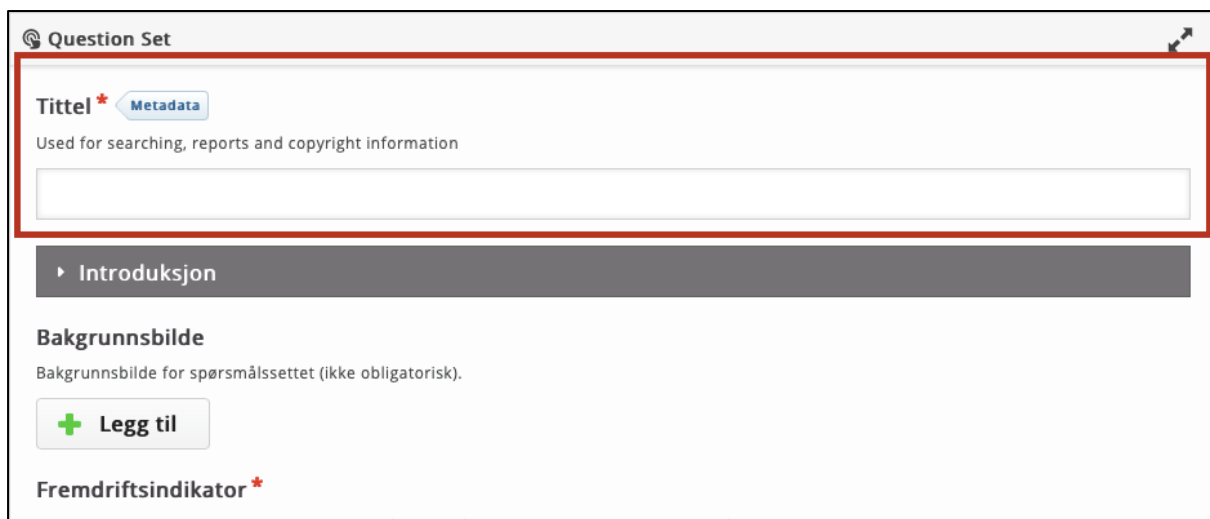 Question Set
Tittel * Metadata
Used for searching, reports and copyright information
Introduksjon
Bakgrunnsbilde
Bakgrunnsbilde for spørsmålssettet (ikke obligatorisk).
Legg til
Fremdriftsindikator *